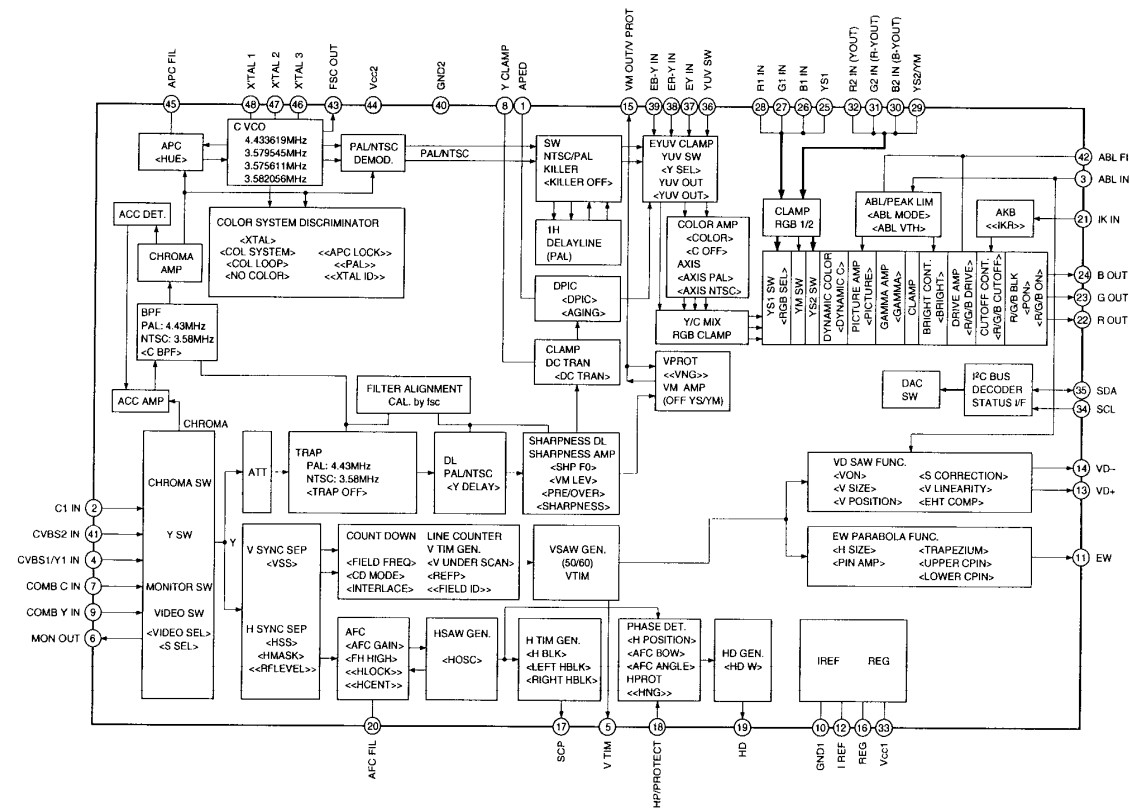 APC FIL
X'TAL 1
X'TAL 2
X'TAL 3
FSC OUT
Vcc2
GND2
Y CLAMP
APED
VM OUT/V PROT
EB-Y IN
ER-Y IN
EY IN
YUV SW
R1 IN
G1 IN
B1 IN
YS1
R2 IN (YOUT)
G2 IN (R-YOUT)
B2 IN (B-YOUT)
YS2/YM
45
48
47
46
43
44
40
8
1
15
39
38
37
36
28
27
26
25
32
31
30
29
APC
<HUE>
C VCO
4.433619MHz
3.579545MHz
3.575611MHz
3.582056MHz
PAL/NTSC
DEMOD.
PAL/NTSC
SW
NTSC/PAL
KILLER
<KILLER OFF>
EYUV CLAMP
YUV SW
<Y SEL>
YUV OUT
<YUV OUT>
42
ABL FI
3
ABL IN
21
IK IN
24
B OUT
23
G OUT
22
R OUT
ACC DET.
CHROMA
AMP
COLOR SYSTEM DISCRIMINATOR
<XTAL>
<COL SYSTEM>
<COL LOOP>
<NO COLOR>
<<APC LOCK>>
<<PAL>>
<<XTAL ID>>
1H
DELAYLINE
(PAL)
COLOR AMP
<COLOR>
<C OFF>
AXIS
<AXIS PAL>
<AXIS NTSC>
CLAMP
RGB 1/2
ABL/PEAK LIM
<ABL MODE>
<ABL VTH>
AKB
<<IKR>>
YS1 SW
<RGB SEL>
YM SW
YS2 SW
DYNAMIC COLOR
<DYNAMIC C>
PICTURE AMP
<PICTURE>
GAMMA AMP
<GAMMA>
CLAMP
BRIGHT CONT.
<BRIGHT>
DRIVE AMP
<R/G/B DRIVE>
CUTOFF CONT.
<R/G/B CUTOFF>
R/G/B BLK
<PON>
<R/G/B ON>
BPF
PAL: 4.43MHz
NTSC: 3.58MHz
<C BPF>
DPIC
<DPIC>
<AGING>
Y/C MIX
RGB CLAMP
CLAMP
DC TRAN
<DC TRAN>
VPROT
<<VNG>>
VM AMP
(OFF YS/YM)
ACC AMP
FILTER ALIGNMENT
CAL. by fsc
DAC
SW
I²C BUS
DECODER
STATUS I/F
35
SDA
34
SCL
CHROMA
CHROMA SW
Y SW
MONITOR SW
VIDEO SW
<VIDEO SEL>
<S SEL>
ATT
TRAP
PAL: 4.43MHz
NTSC: 3.58MHz
<TRAP OFF>
DL
PAL/NTSC
<Y DELAY>
SHARPNESS DL
SHARPNESS AMP
<SHP F0>
<VM LEV>
<PRE/OVER>
<SHARPNESS>
VD SAW FUNC.
<VON>
<V SIZE>
<V POSITION>
<S CORRECTION>
<V LINEARITY>
<EHT COMP>
14
VD-
13
VD+
C1 IN
2
CVBS2 IN
41
CVBS1/Y1 IN
4
COMB C IN
7
COMB Y IN
9
MON OUT
6
Y
V SYNC SEP
<VSS>
H SYNC SEP
<HSS>
<HMASK>
<<RFLEVEL>>
COUNT DOWN
<FIELD FREQ>
<CD MODE>
<INTERLACE>
LINE COUNTER
V TIM GEN.
<V UNDER SCAN>
<REFP>
<<FIELD ID>>
VSAW GEN.
(50/60)
VTIM
EW PARABOLA FUNC.
<H SIZE>
<PIN AMP>
<TRAPEZIUM>
<UPPER CPIN>
<LOWER CPIN>
11
EW
AFC
<AFC GAIN>
<FH HIGH>
<<HLOCK>>
<<HCENT>>
HSAW GEN.
<HOSC>
H TIM GEN.
<H BLK>
<LEFT HBLK>
<RIGHT HBLK>
PHASE DET.
<H POSITION>
<AFC BOW>
<AFC ANGLE>
HPROT
<<HNG>>
HD GEN.
<HD W>
IREF
REG
20
17
5
18
19
10
12
16
33
AFC FIL
SCP
V TIM
HP/PROTECT
HD
GND1
I REF
REG
Vcc1